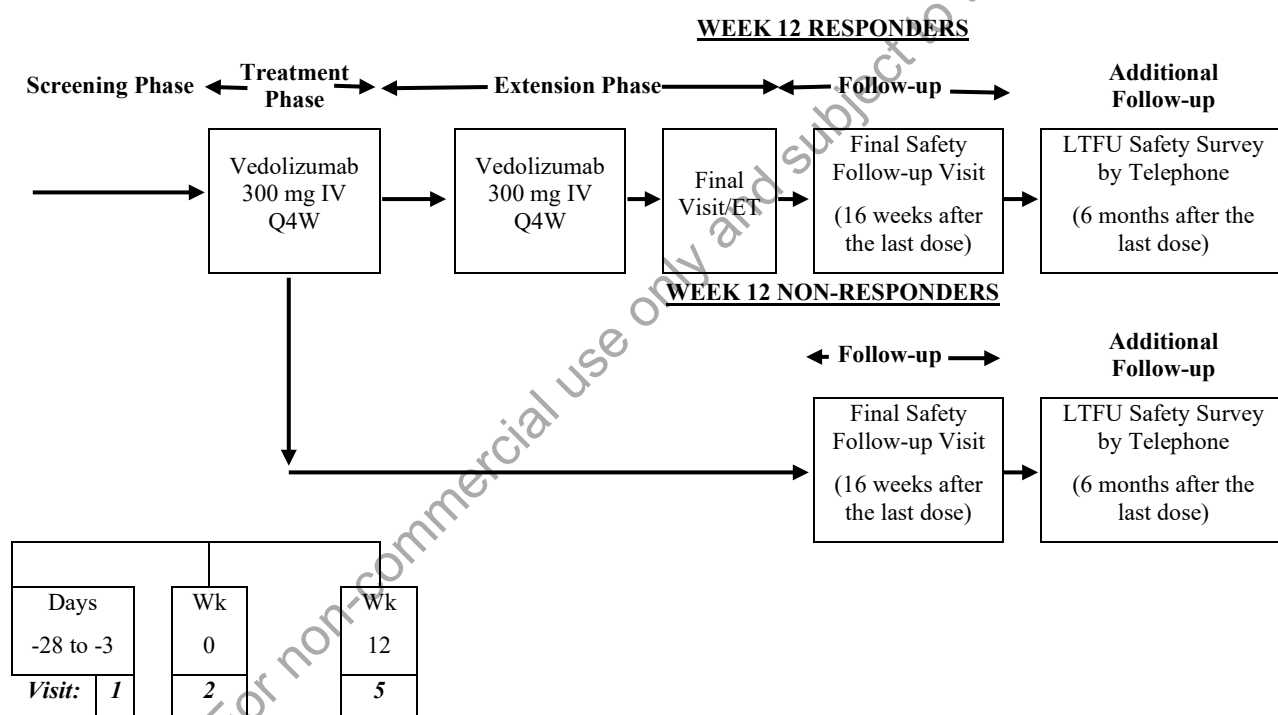 WEEK 12 RESPONDERS
Screening Phase
Treatment
Phase
Extension Phase
Follow-up
Additional
Follow-up
Vedolizumab
300 mg IV
Q4W
Vedolizumab
300 mg IV
Q4W
Final
Visit/ET
Final Safety
Follow-up Visit
(16 weeks after
the last dose)
LTFU Safety Survey
by Telephone
(6 months after the
last dose)
WEEK 12 NON-RESPONDERS
Follow-up
Additional
Follow-up
Final Safety
Follow-up Visit
(16 weeks after
the last dose)
LTFU Safety Survey
by Telephone
(6 months after the
last dose)
Days
-28 to -3
Wk
0
Wk
12
Visit: 1
2
5
For non-commercial use only and subject to